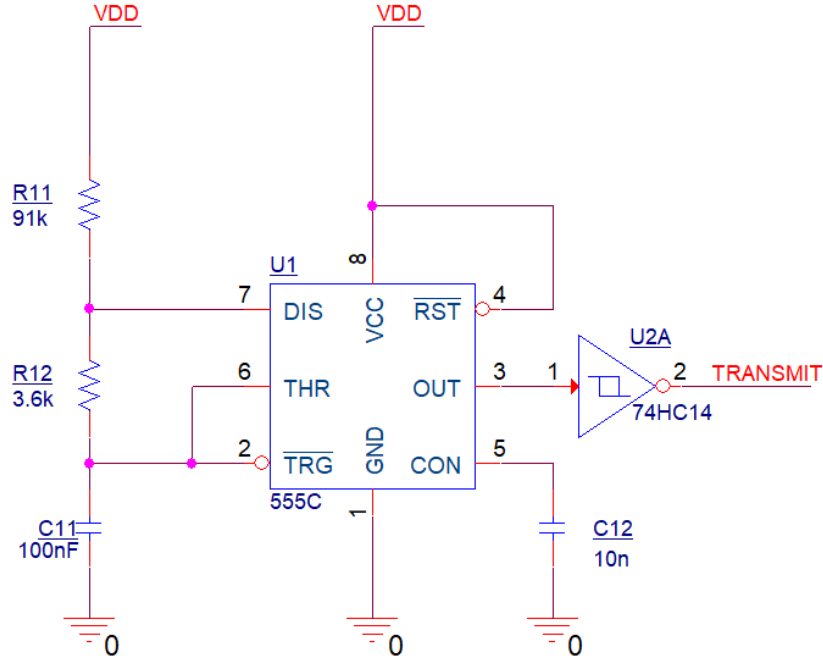 VDD
VDD
R11
91k
U1
8
7
DIS
VCC
RST
4
U2A
R12
3.6k
6
THR
OUT
3
1
2
TRANSMIT
74HC14
2
TRG
GND
CON
5
555C
1
C11
100nF
C12
10n
0
0
0